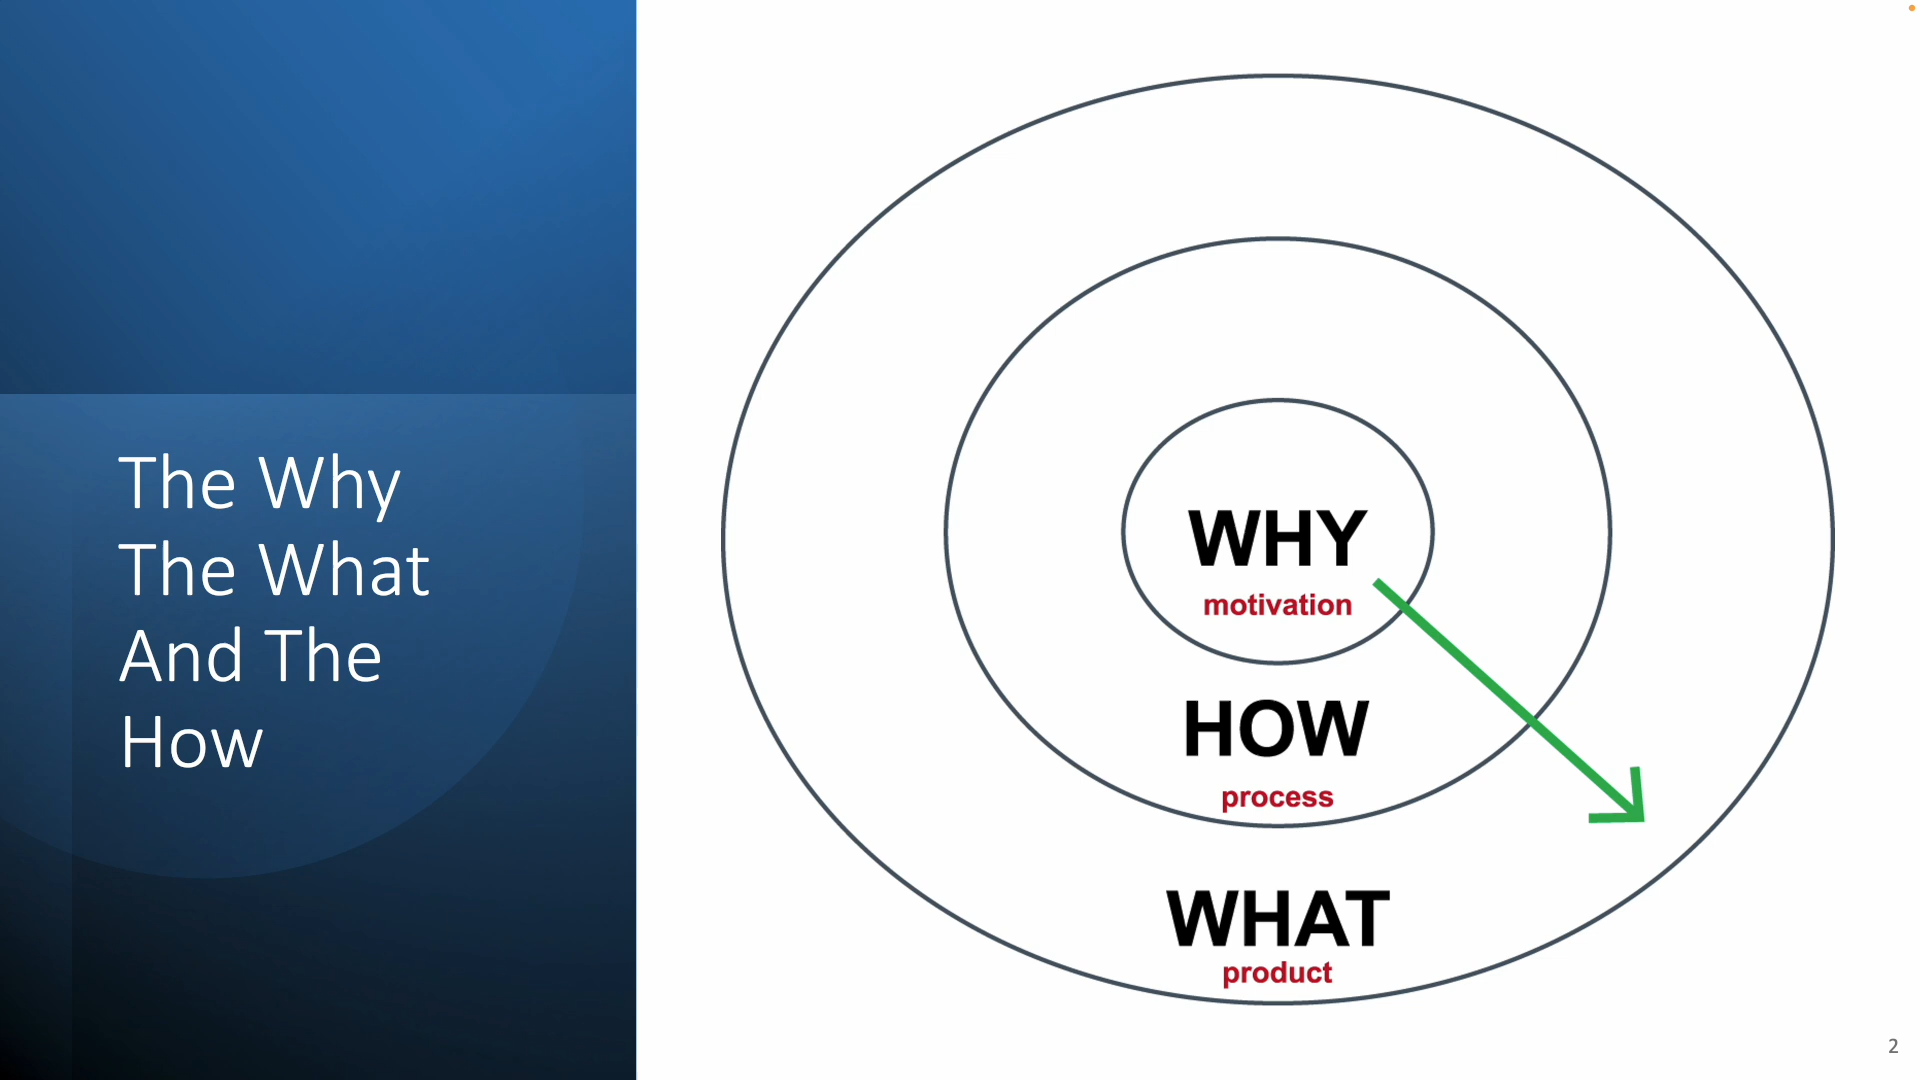 The Why
The What
And The
How
WHY
motivation
HOW
process
WHAT
product
2